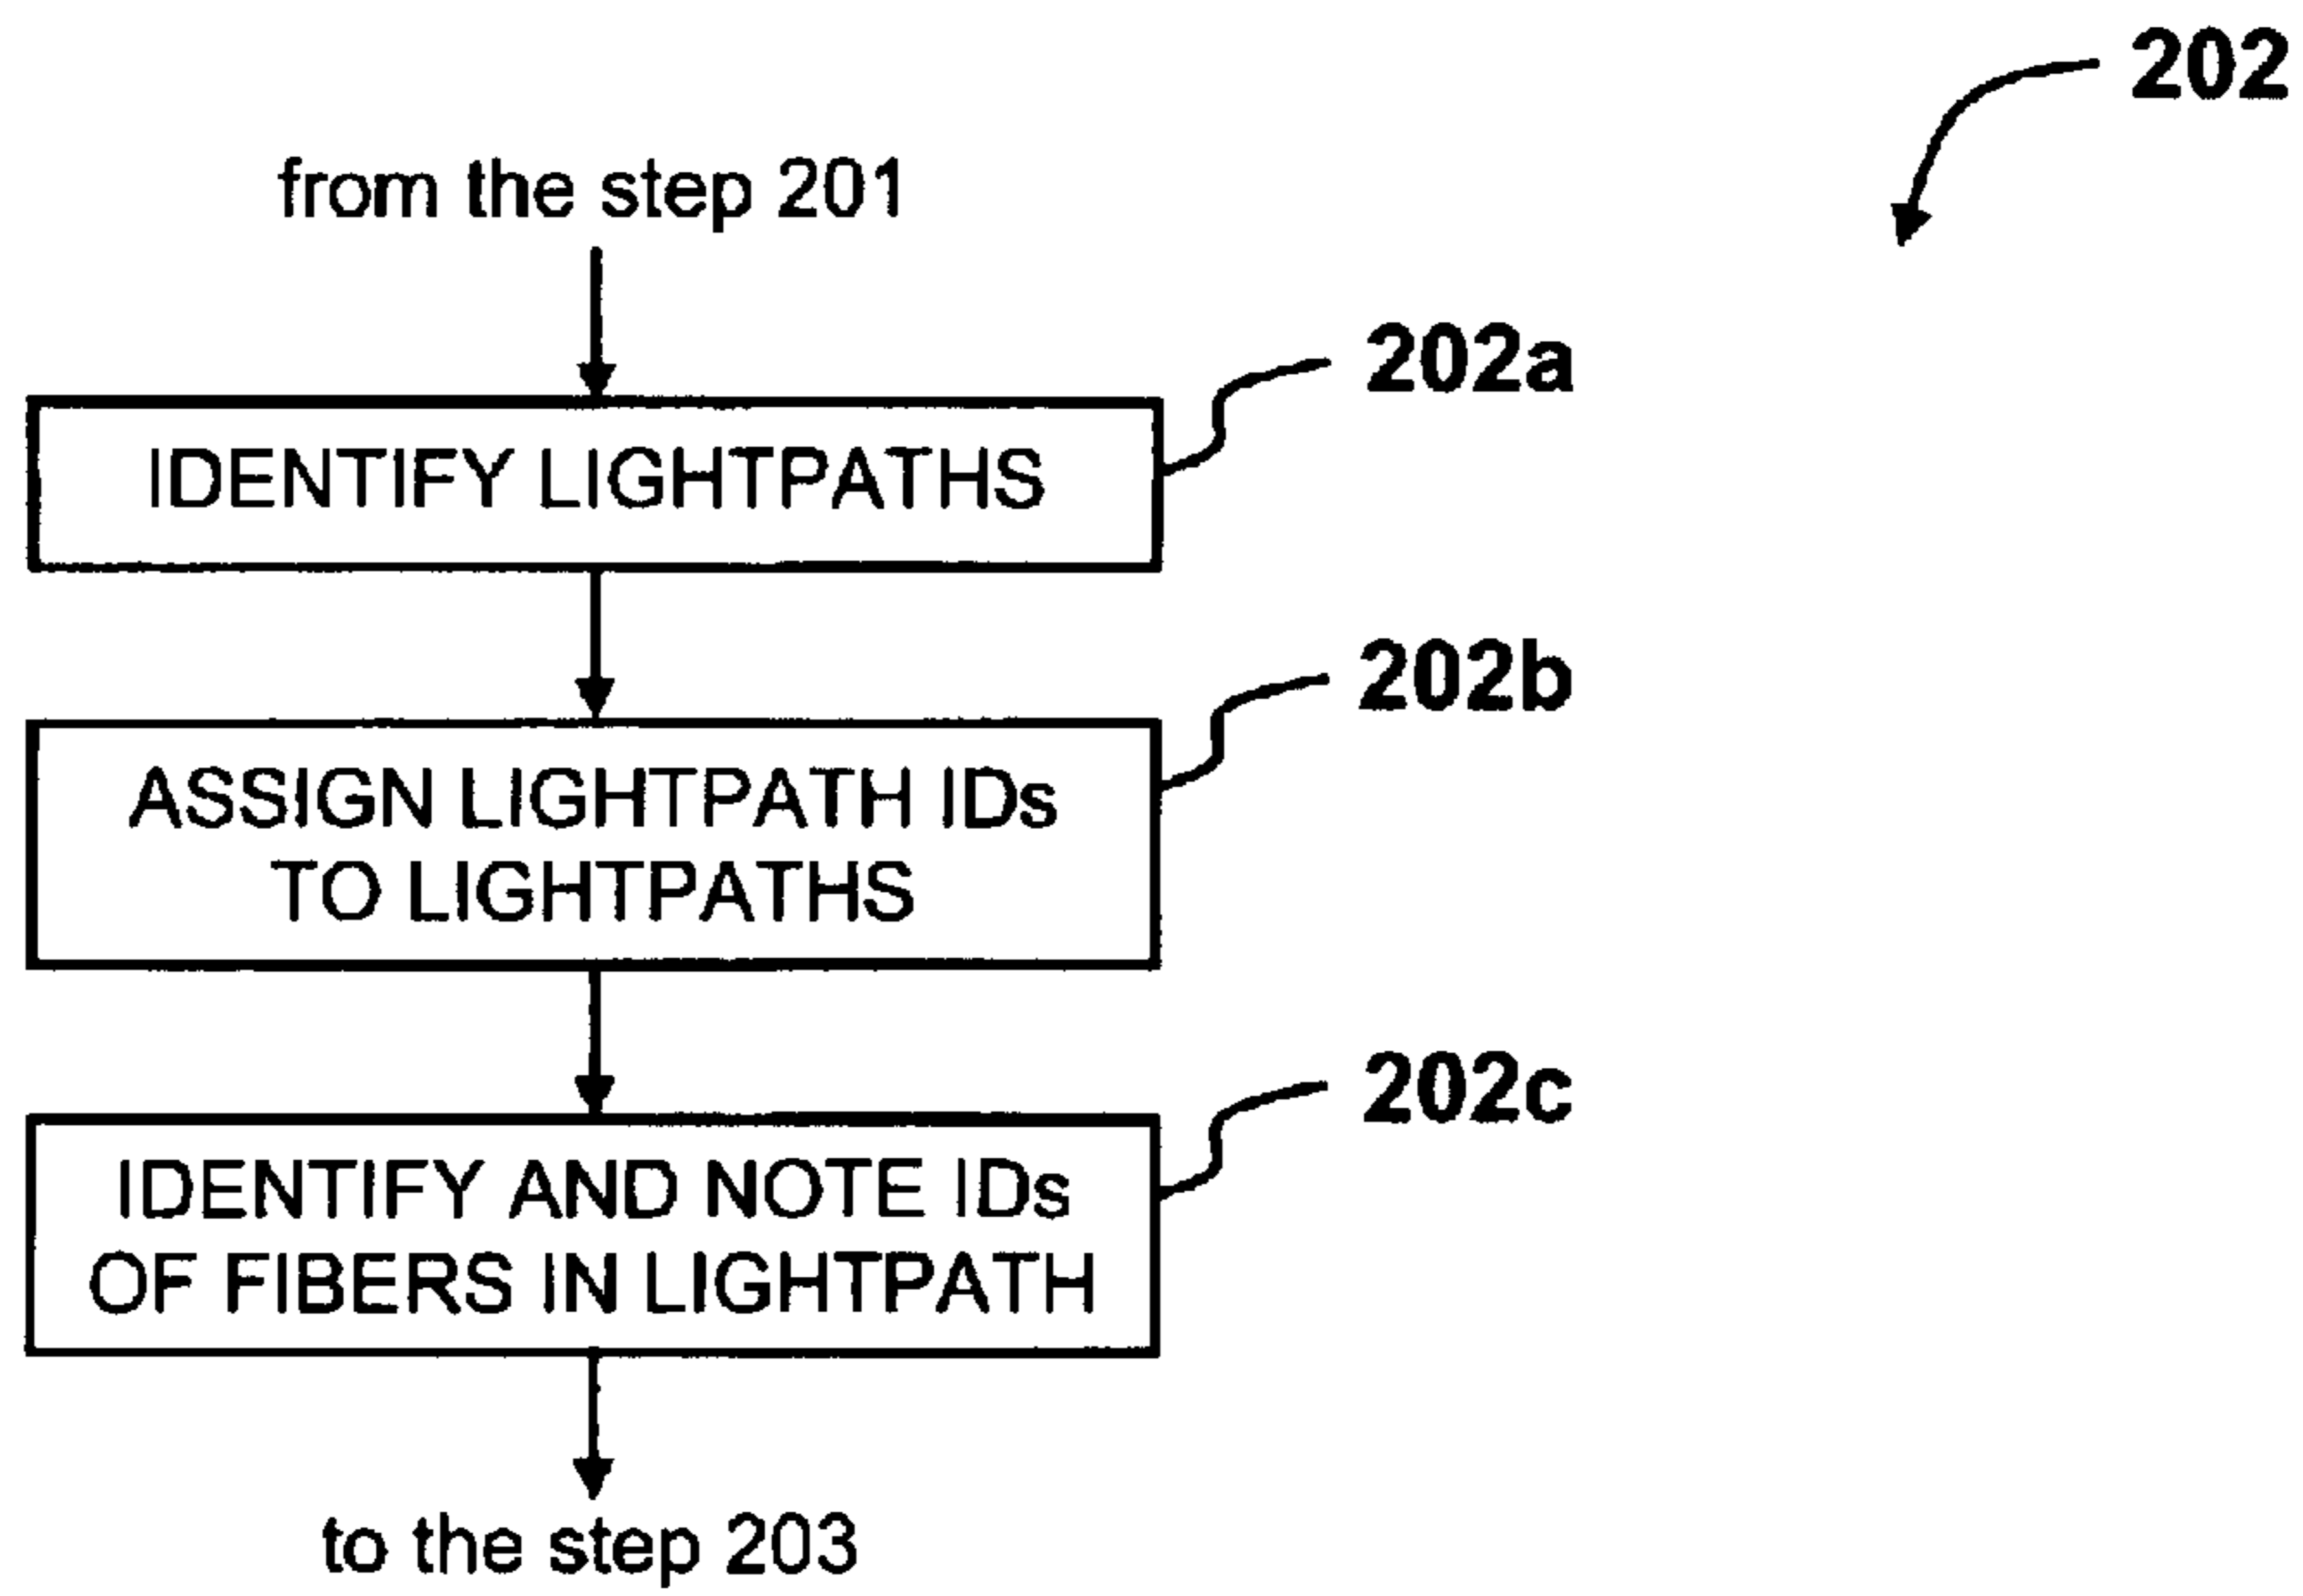 202
from the step 201
202a
IDENTIFY LIGHTPATHS
202b
ASSIGN LIGHTPATH IDs
TO LIGHTPATHS
202c
IDENTIFY AND NOTE IDs
OF FIBERS IN LIGHTPATH
to the step 203